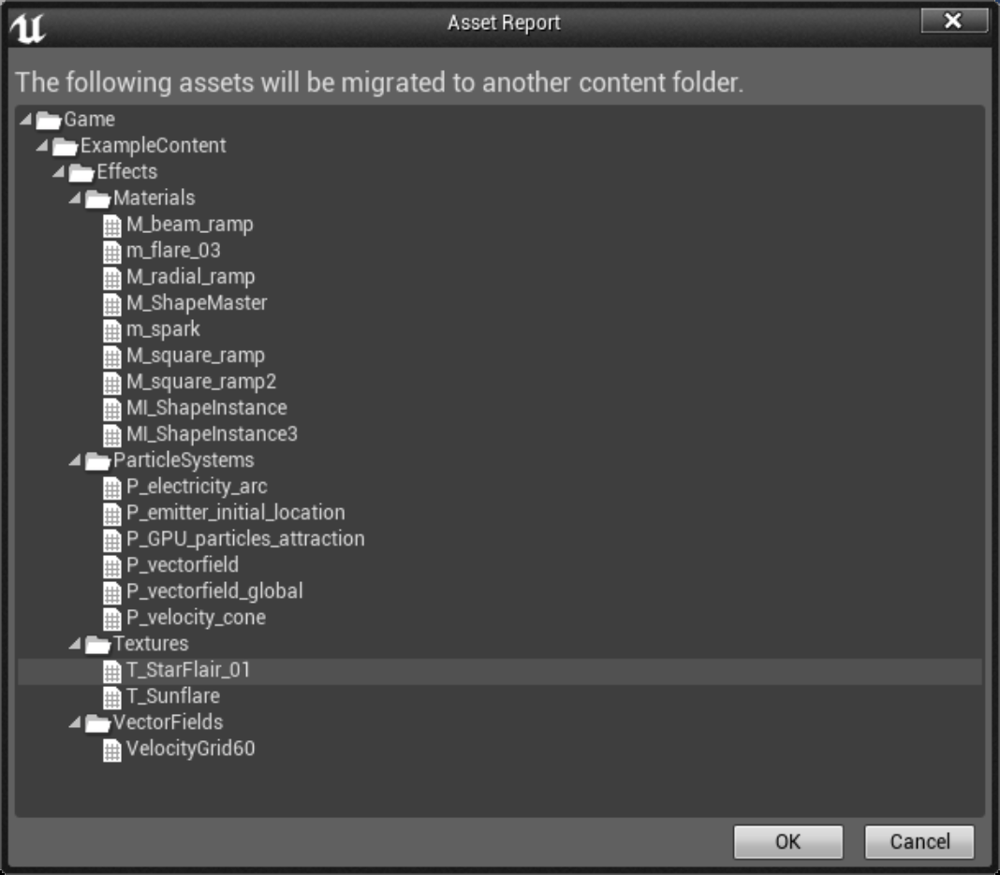 Asset Report
The following assets will be migrated to another content folder.
Game
ExampleContent
Effects
Materials
M_beam_ramp
m_flare_03
M_radial_ramp
M_ShapeMaster
m_spark
M_square_ramp
M_square_ramp2
MI_ShapeInstance
MI_ShapeInstance3
ParticleSystems
P_electricity_arc
P_emitter_initial_location
P_GPU_particles_attraction
P_vectorfield
P_vectorfield_global
P_velocity_cone
Textures
T_StarFlair_01
T_Sunflare
VectorFields
VelocityGrid60
OK Cancel